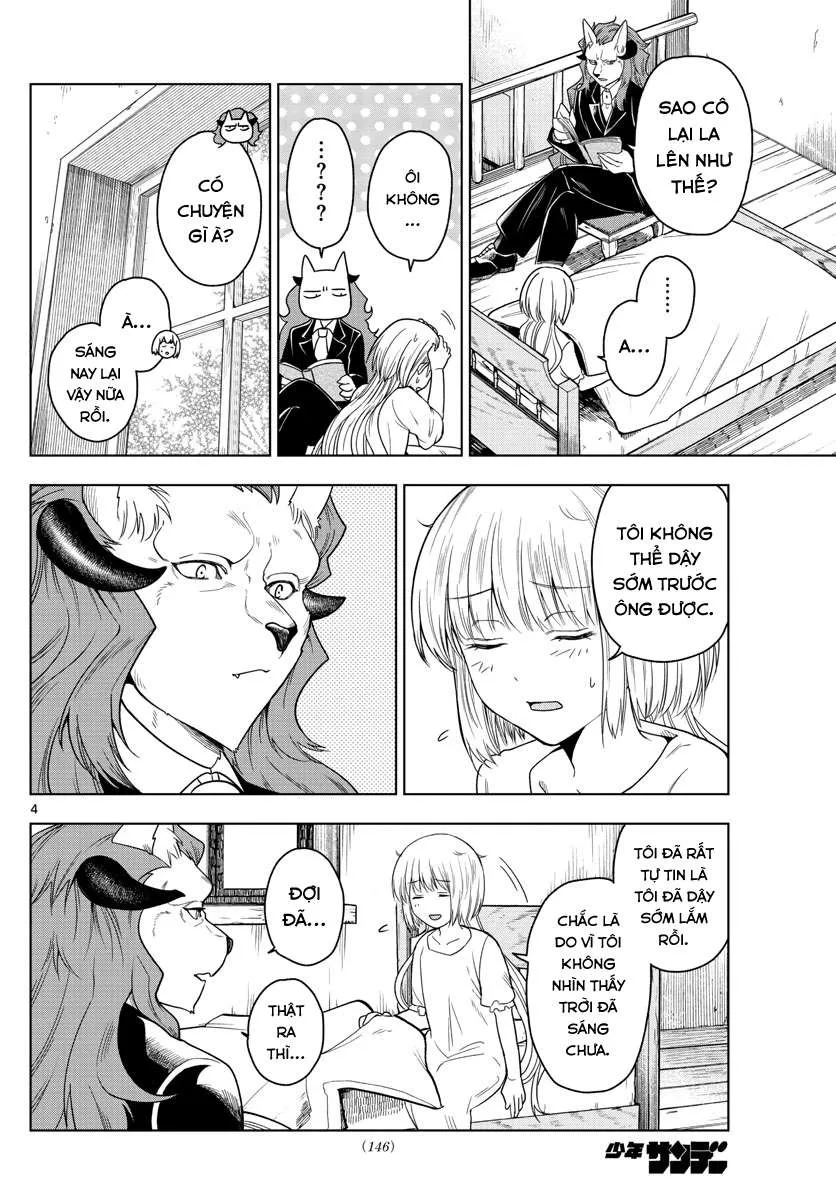 SAO CÔ
LẠI LA
LÊN NHƯ
THẾ?
......
A...
ÔI
KHÔNG
...
...???
CÓ
CHUYỆN
GÌ À?
À...
SÁNG
NAY LẠI
VẬY NỮA
RỒI.
TÔI KHÔNG
THỂ DẬY
SỚM TRƯỚC
ÔNG ĐƯỢC.
4
TÔI ĐÃ RẤT
TỰ TIN LÀ
TÔI ĐÃ DẬY
SỚM LẮM
RỒI.
CHẮC LÀ
DO VÌ TÔI
KHÔNG
NHÌN THẤY
TRỜI ĐÃ
SÁNG
CHƯA.
ĐỢI
ĐÃ...
THẬT
RA
THÌ...
(146)
少年サンデー